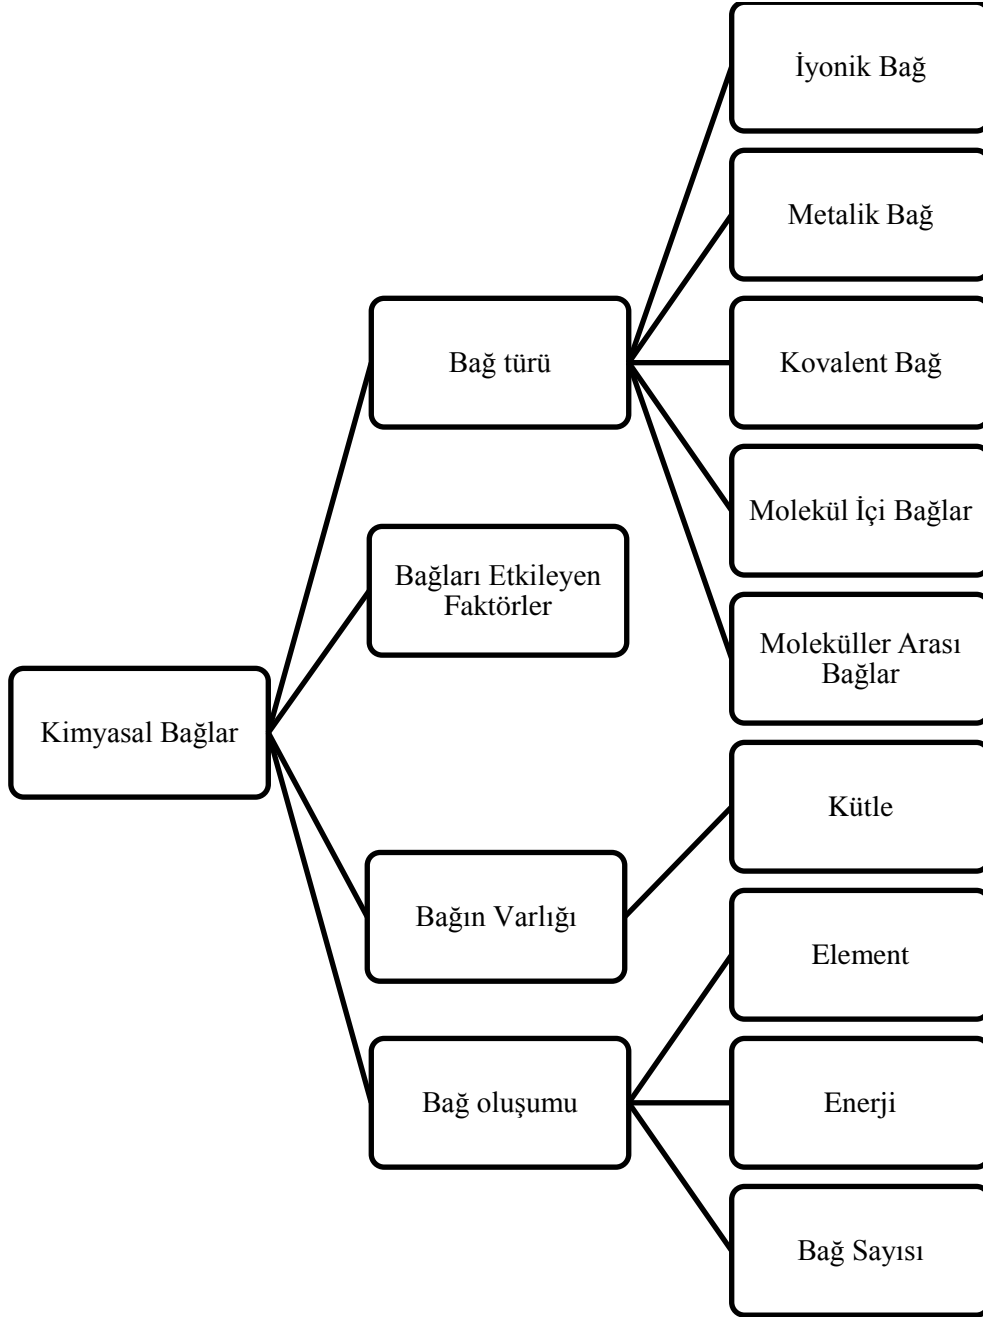 İyonik Bağ
Metalik Bağ
Bağ türü
Kovalent Bağ
Molekül İçi Bağlar
Bağları Etkileyen
Faktörler
Moleküller Arası
Bağlar
Kimyasal Bağlar
Kütle
Bağın Varlığı
Element
Bağ oluşumu
Enerji
Bağ Sayısı